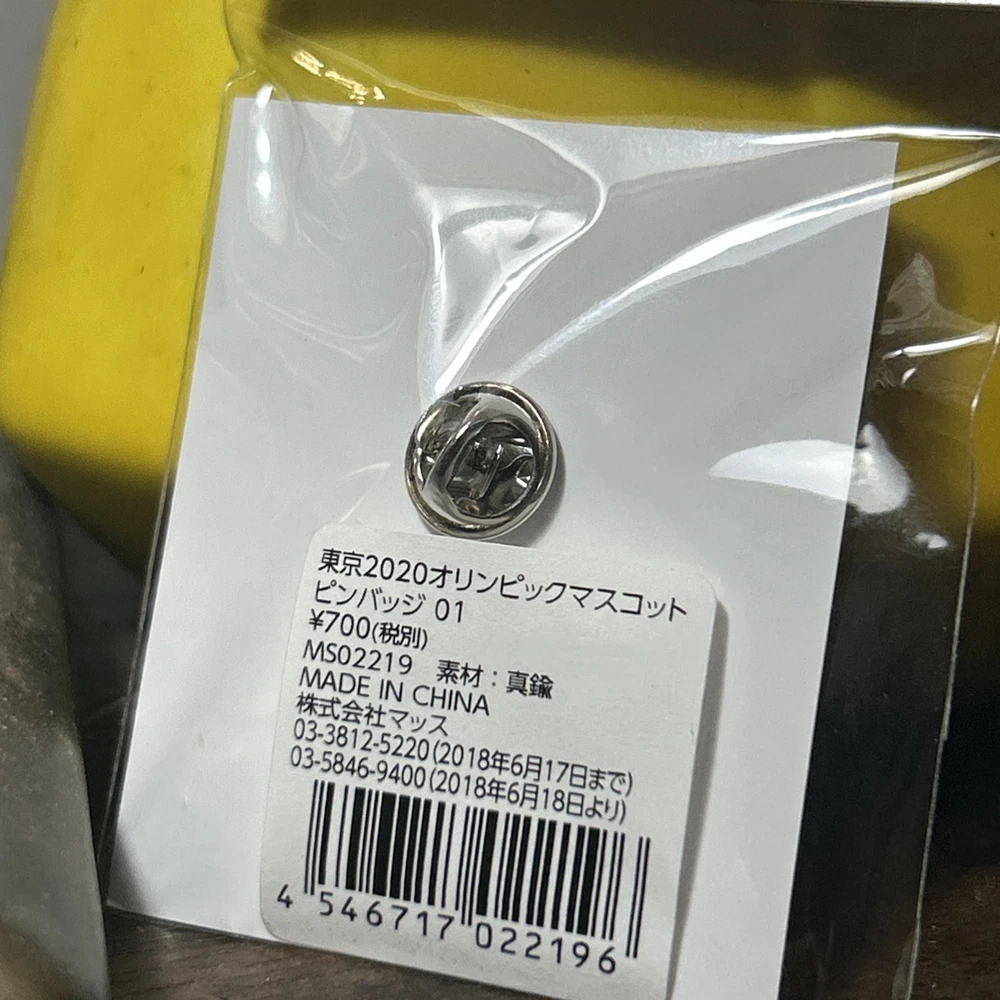 東京2020オリンピックマスコット
ピンバッジ 01
¥700(税別)
MS02219 素材：真鍮
MADE IN CHINA
株式会社マッス
03-3812-5220(2018年6月17日まで)
03-5846-9400(2018年6月18日より)
4 546717 022196